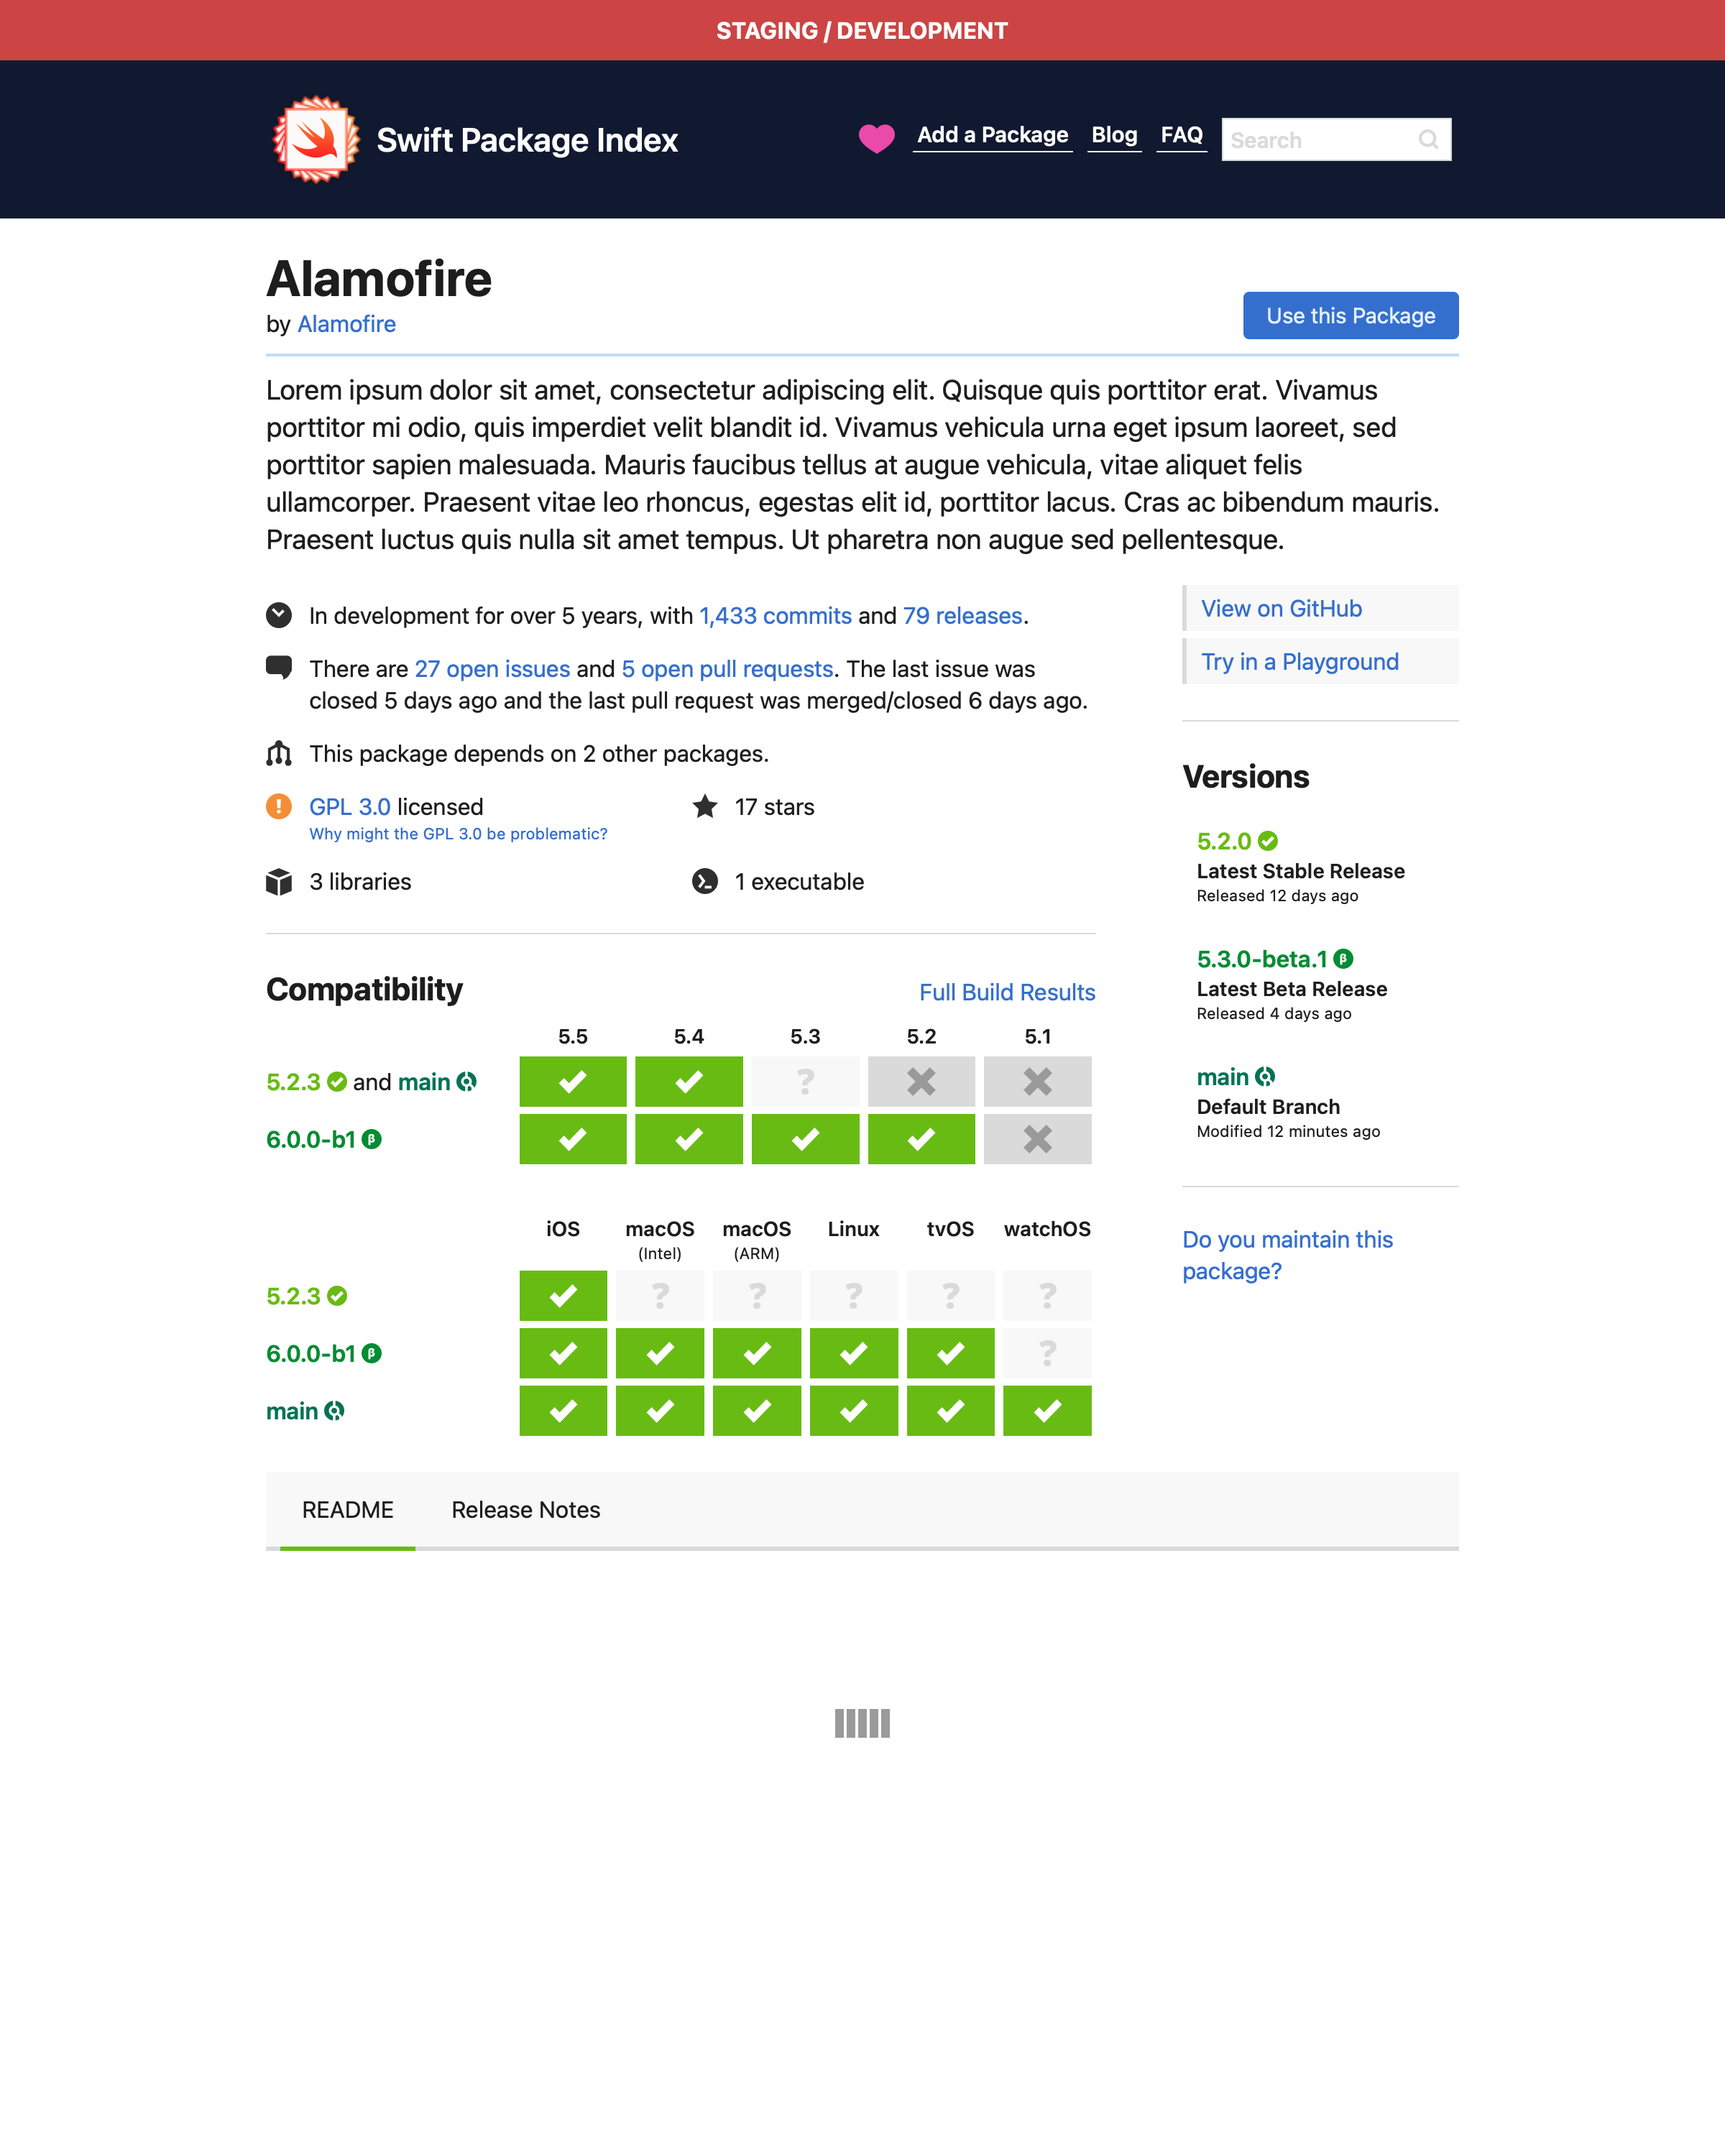 STAGING / DEVELOPMENT
Swift Package Index
Add a Package Blog FAQ Search
Alamofire
by Alamofire
Use this Package
Lorem ipsum dolor sit amet, consectetur adipiscing elit. Quisque quis porttitor erat. Vivamus
porttitor mi odio, quis imperdiet velit blandit id. Vivamus vehicula urna eget ipsum laoreet, sed
porttitor sapien malesuada. Mauris faucibus tellus at augue vehicula, vitae aliquet felis
ullamcorper. Praesent vitae leo rhoncus, egestas elit id, porttitor lacus. Cras ac bibendum mauris.
Praesent luctus quis nulla sit amet tempus. Ut pharetra non augue sed pellentesque.
In development for over 5 years, with 1,433 commits and 79 releases.
There are 27 open issues and 5 open pull requests. The last issue was
closed 5 days ago and the last pull request was merged/closed 6 days ago.
This package depends on 2 other packages.
GPL 3.0 licensed
Why might the GPL 3.0 be problematic?
17 stars
3 libraries
1 executable
Compatibility
Full Build Results
5.5 5.4 5.3 5.2 5.1
5.2.3 and main ?
6.0.0-b1 β
iOS macOS macOS Linux tvOS watchOS
(Intel) (ARM)
5.2.3 ? ? ? ? ?
6.0.0-b1 β ?
main
View on GitHub
Try in a Playground
Versions
5.2.0
Latest Stable Release
Released 12 days ago
5.3.0-beta.1 β
Latest Beta Release
Released 4 days ago
main
Default Branch
Modified 12 minutes ago
Do you maintain this
package?
README Release Notes